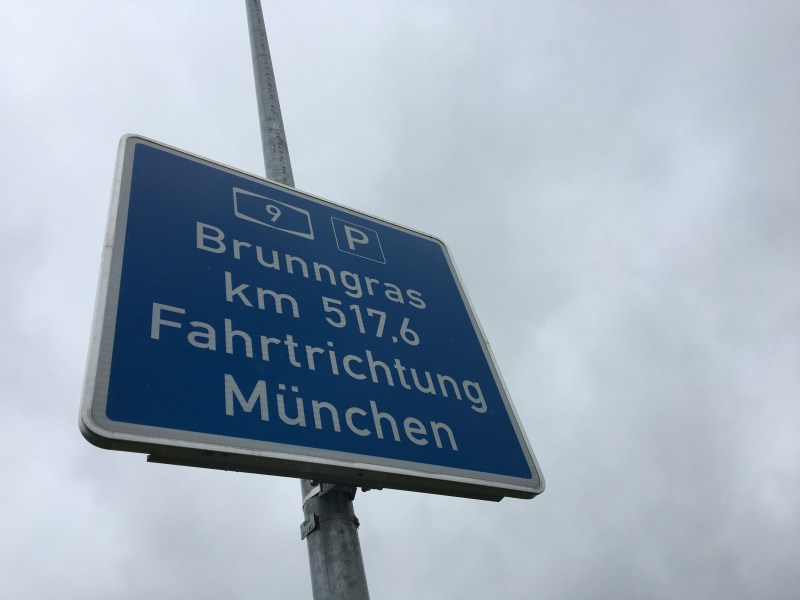 9 P
Brunngras
km 517,6
Fahrtrichtung
München